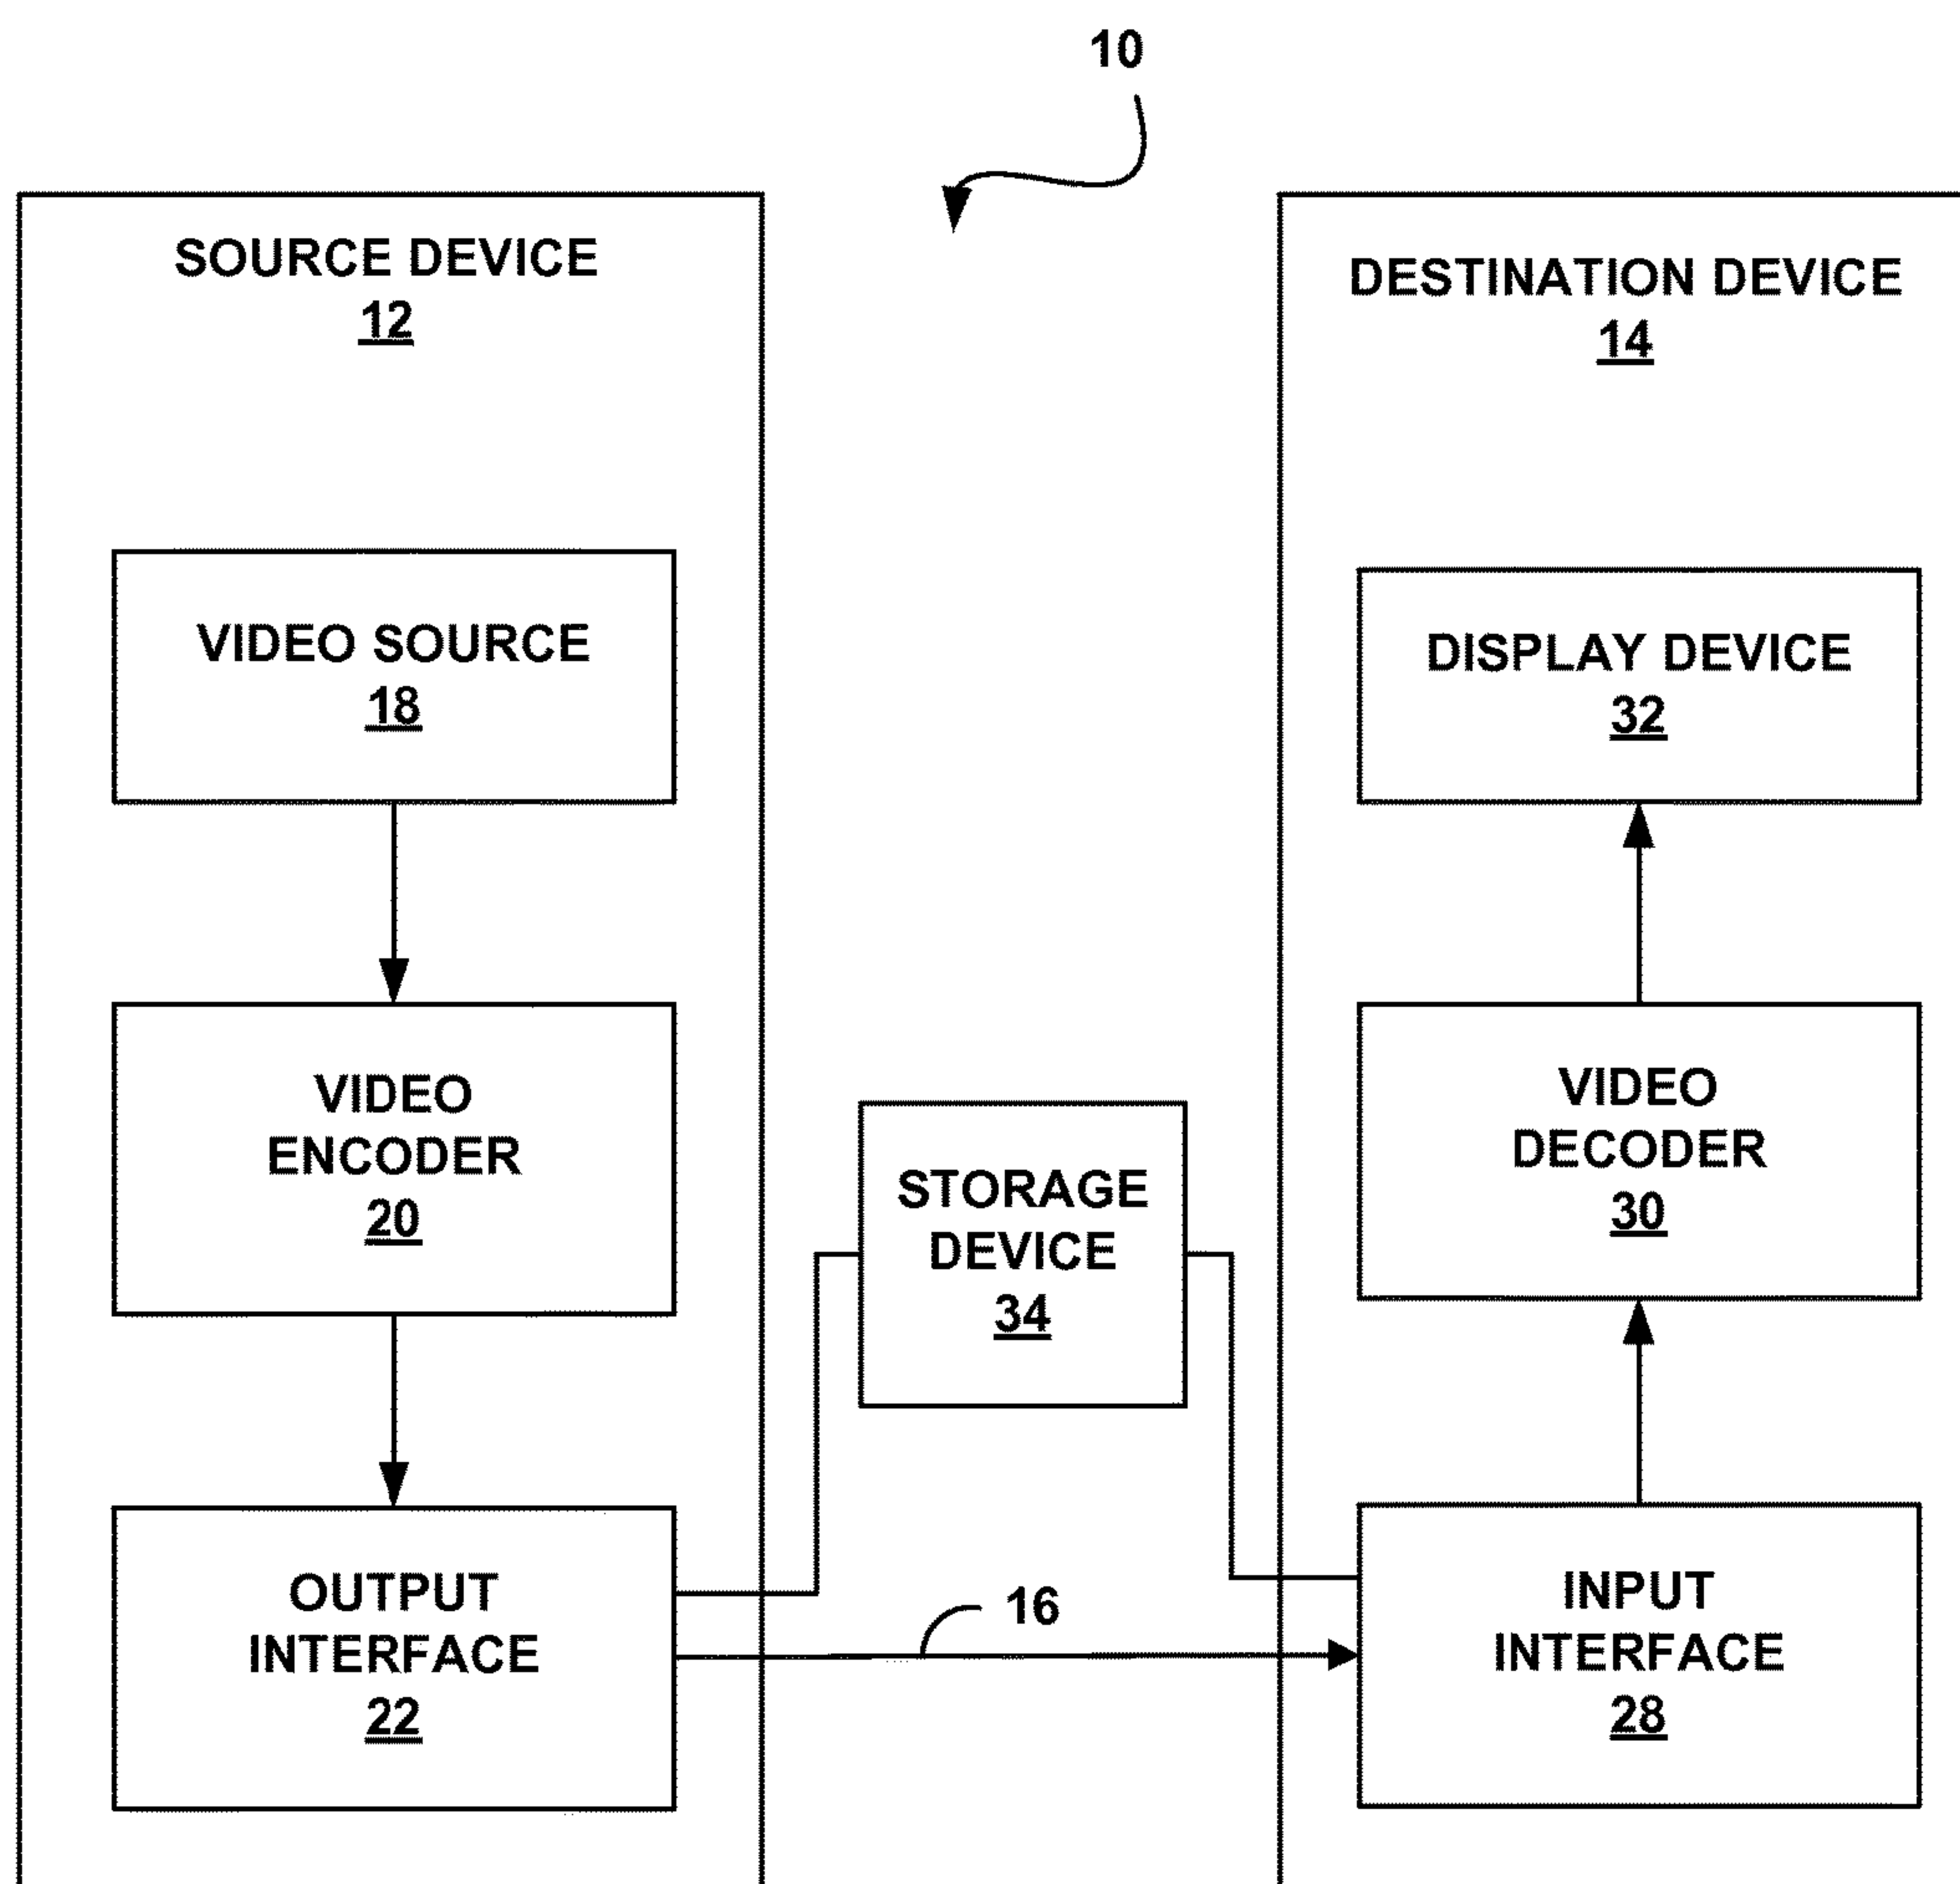 10
SOURCE DEVICE
12
VIDEO SOURCE
18
VIDEO
ENCODER
20
OUTPUT
INTERFACE
22
STORAGE
DEVICE
34
16
DESTINATION DEVICE
14
DISPLAY DEVICE
32
VIDEO
DECODER
30
INPUT
INTERFACE
28